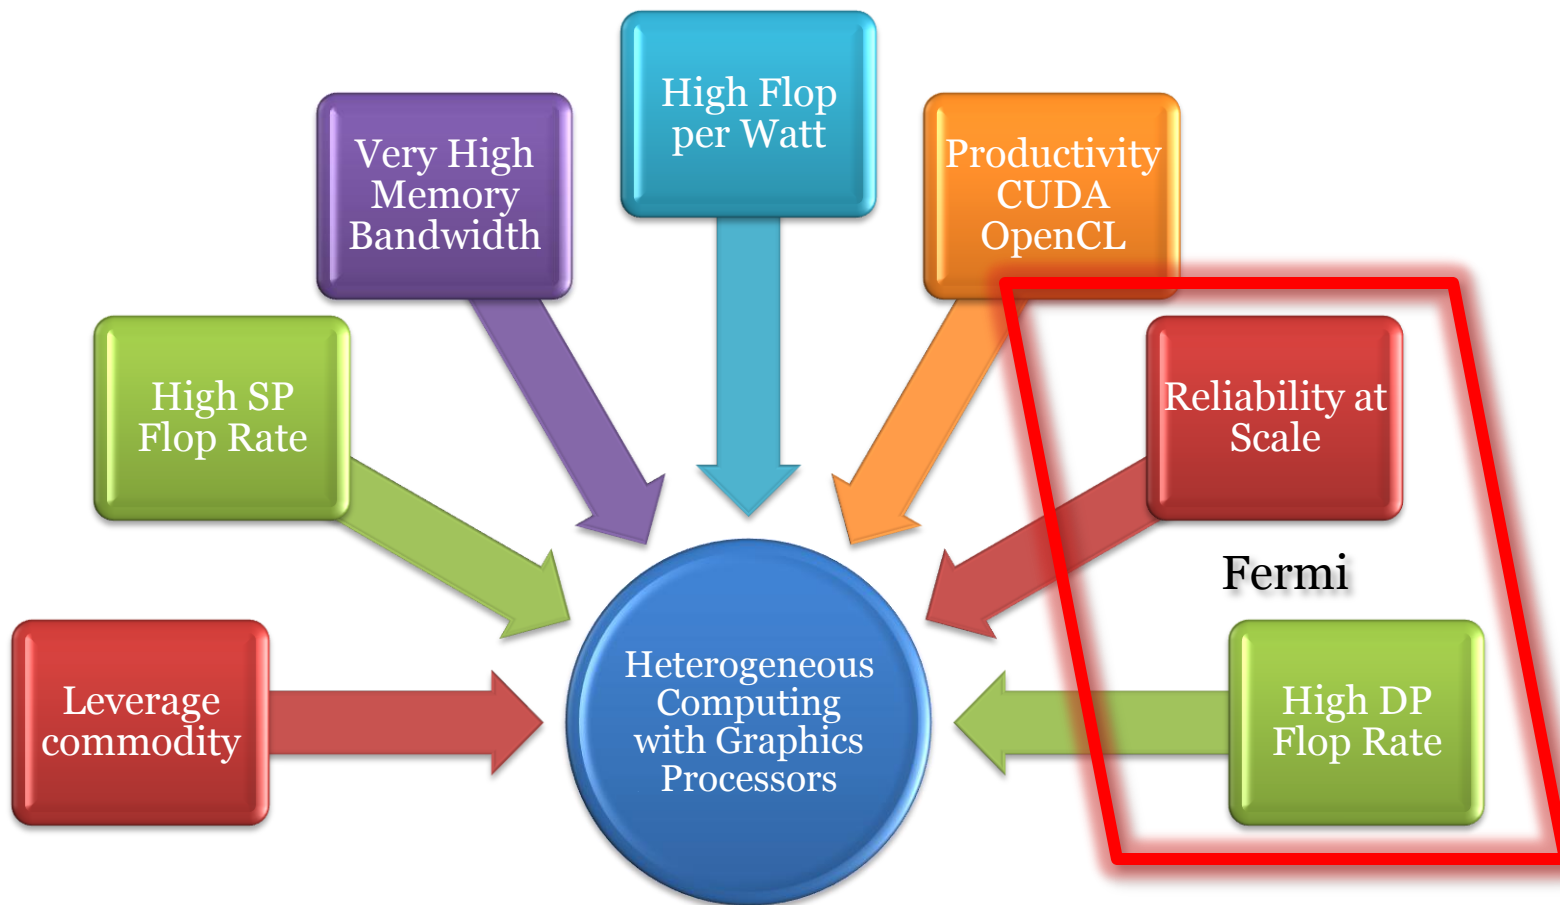 High Flop
per Watt
Very High
Memory
Bandwidth
Productivity
CUDA
OpenCL
High SP
Flop Rate
Reliability at
Scale
Fermi
Leverage
commodity
Heterogeneous
Computing
with Graphics
Processors
High DP
Flop Rate